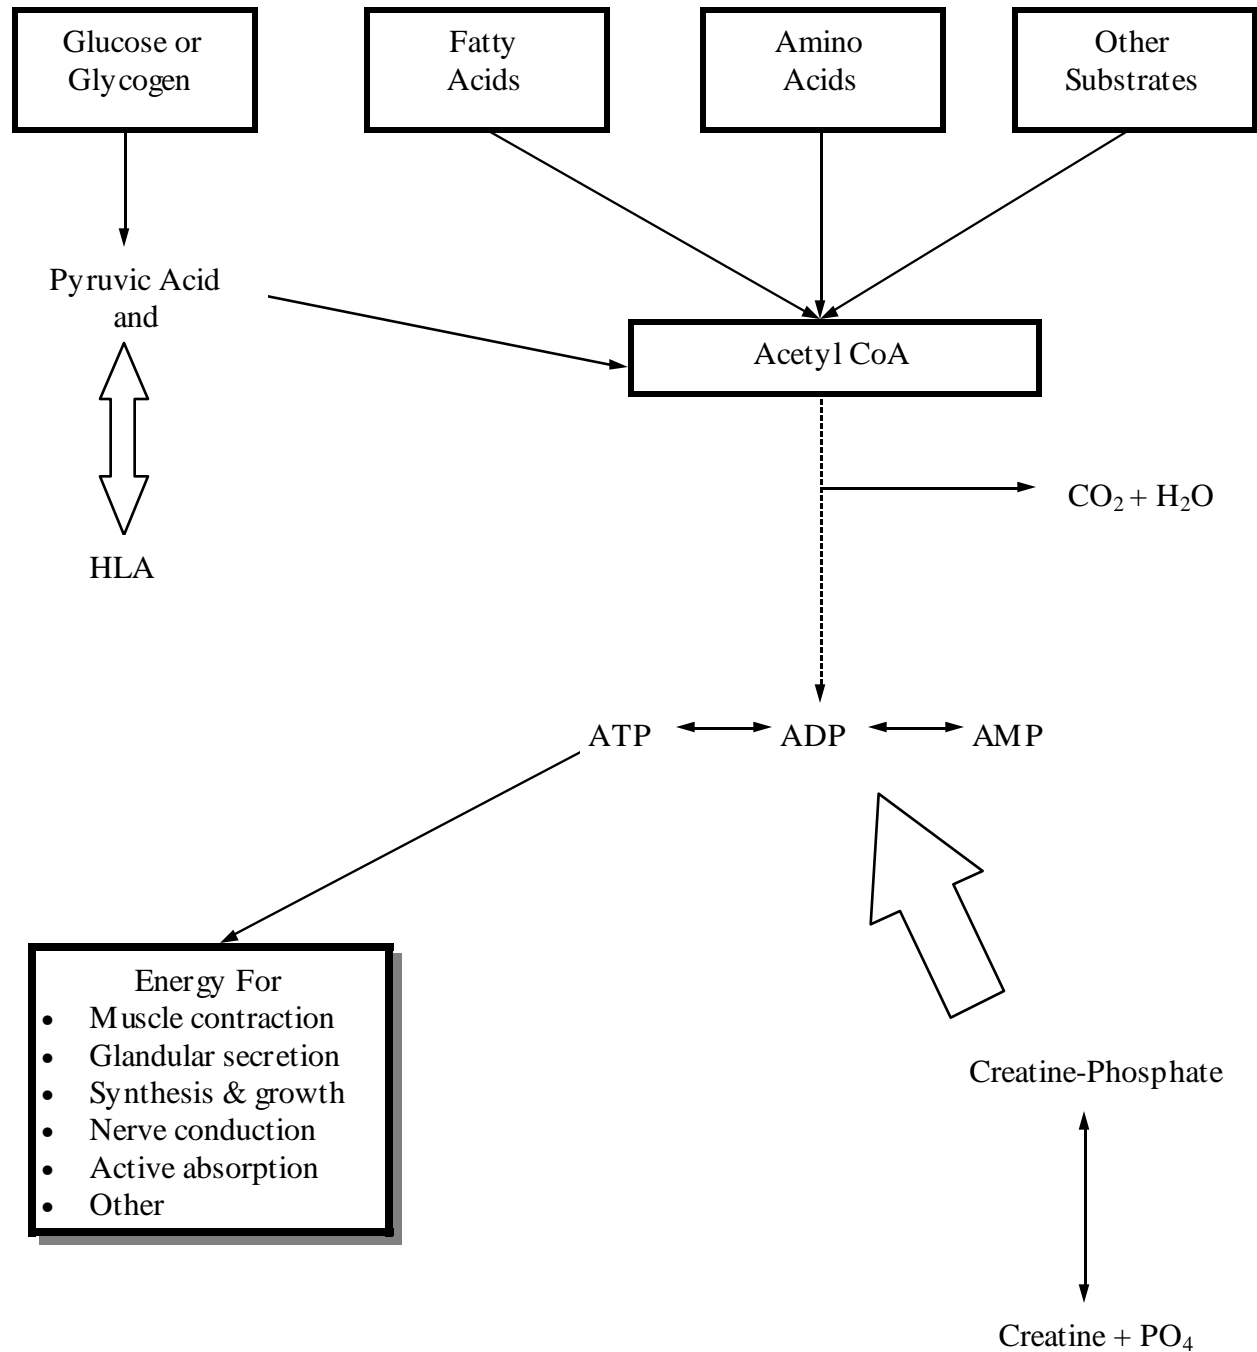 Glucose or
Glycogen
Fatty
Acids
Amino
Acids
Other
Substrates
Pyruvic Acid
and
Acetyl CoA
CO₂ + H₂O
HLA
ATP
ADP
AMP
Energy For
• Muscle contraction
• Glandular secretion
• Synthesis & growth
• Nerve conduction
• Active absorption
• Other
Creatine-Phosphate
Creatine + PO₄